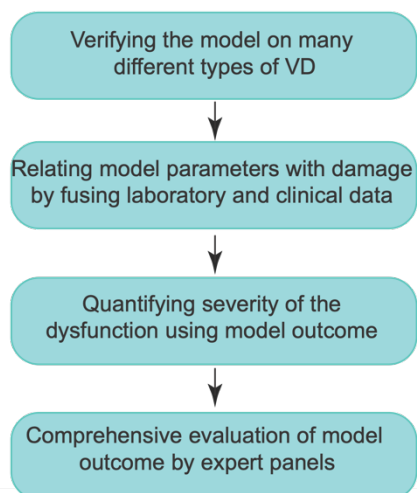 Verifying the model on many
different types of VD
Relating model parameters with damage
by fusing laboratory and clinical data
Quantifying severity of the
dysfunction using model outcome
Comprehensive evaluation of model
outcome by expert panels